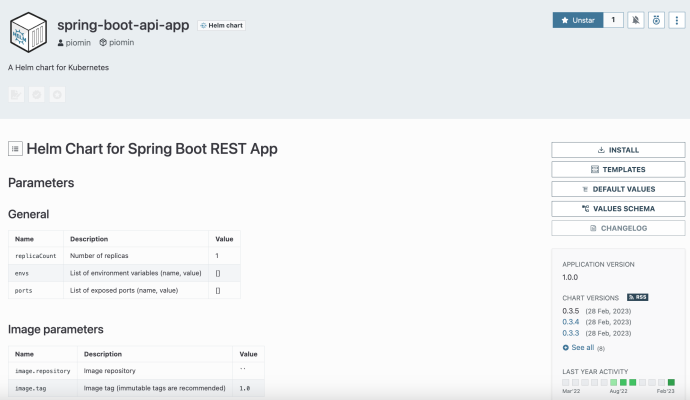 spring-boot-api-app Helm chart
piomin piomin
A Helm chart for Kubernetes
Unstar 1
Helm Chart for Spring Boot REST App
Parameters
General
Name Description Value
replicaCount Number of replicas 1
envs List of environment variables (name, value) []
ports List of exposed ports (name, value) []
Image parameters
Name Description Value
image.repository Image repository ``
image.tag Image tag (immutable tags are recommended) 1.0
INSTALL
TEMPLATES
DEFAULT VALUES
VALUES SCHEMA
CHANGELOG
APPLICATION VERSION
1.0.0
CHART VERSIONS RSS
0.3.5 (28 Feb, 2023)
0.3.4 (28 Feb, 2023)
0.3.3 (28 Feb, 2023)
See all (8)
LAST YEAR ACTIVITY
Mar'22 Aug'22 Feb'23